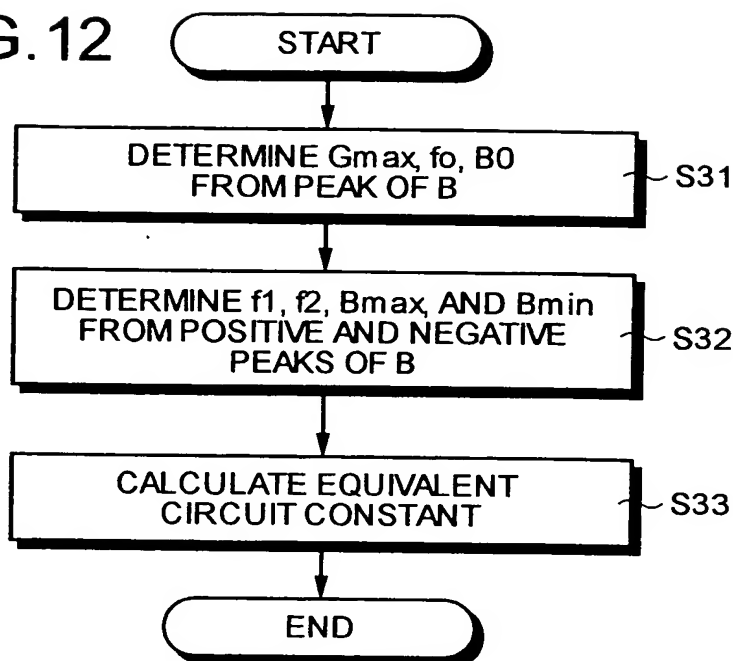 G.12
START
DETERMINE Gmax, fo, B0
FROM PEAK OF B
S31
DETERMINE f1, f2, Bmax, AND Bmin
FROM POSITIVE AND NEGATIVE
PEAKS OF B
S32
CALCULATE EQUIVALENT
CIRCUIT CONSTANT
S33
END